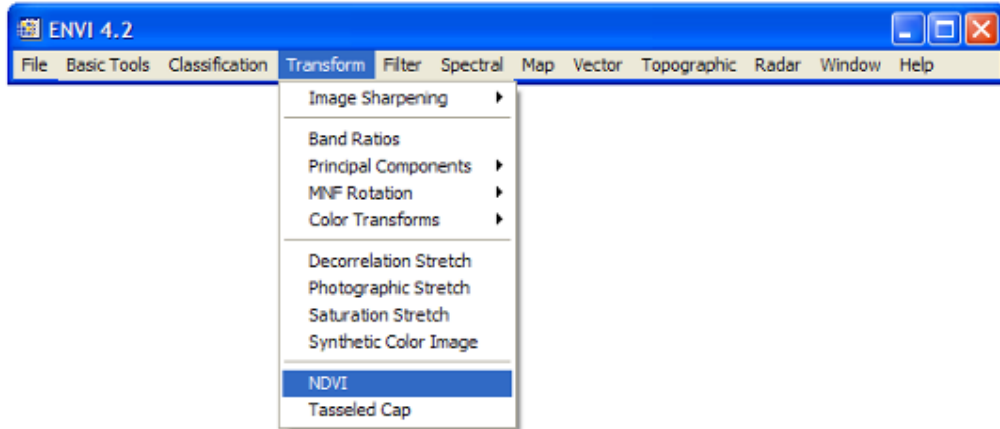 ENVI 4.2
File Basic Tools Classification Transform Filter Spectral Map Vector Topographic Radar Window Help
Image Sharpening
Band Ratios
Principal Components
MNF Rotation
Color Transforms
Decorrelation Stretch
Photographic Stretch
Saturation Stretch
Synthetic Color Image
NDVI
Tasseled Cap